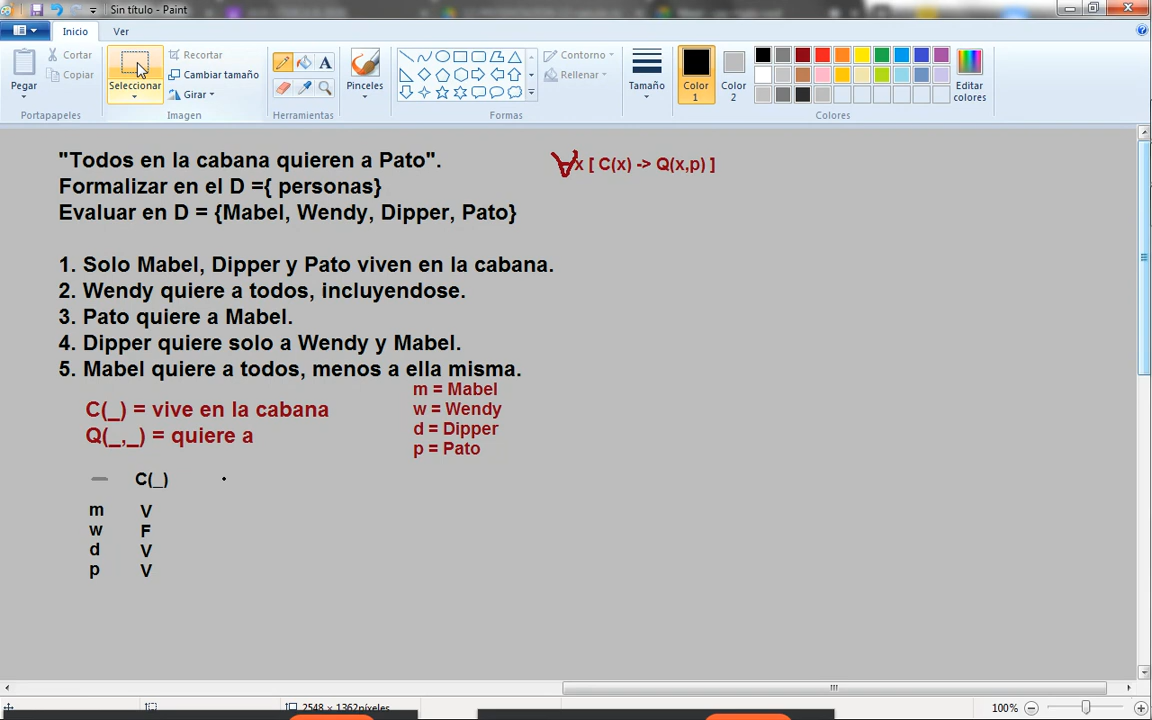 Sin título - Paint
Inicio Ver
Pegar
Cortar
Copiar
Portapapeles
Seleccionar
Recortar
Cambiar tamaño
Girar
Imagen
A
Herramientas
Pinceles
Contorno
Rellenar
Formas
Tamaño
Color 1
Color 2
Editar colores
Colores
"Todos en la cabana quieren a Pato".
∀x [ C(x) -> Q(x,p) ]
Formalizar en el D ={ personas}
Evaluar en D = {Mabel, Wendy, Dipper, Pato}
1. Solo Mabel, Dipper y Pato viven en la cabana.
2. Wendy quiere a todos, incluyendose.
3. Pato quiere a Mabel.
4. Dipper quiere solo a Wendy y Mabel.
5. Mabel quiere a todos, menos a ella misma.
C(_) = vive en la cabana
Q(_,_) = quiere a
m = Mabel
w = Wendy
d = Dipper
p = Pato
_ C(_)
m V
w F
d V
p V
2548 × 1362píxeles
100%